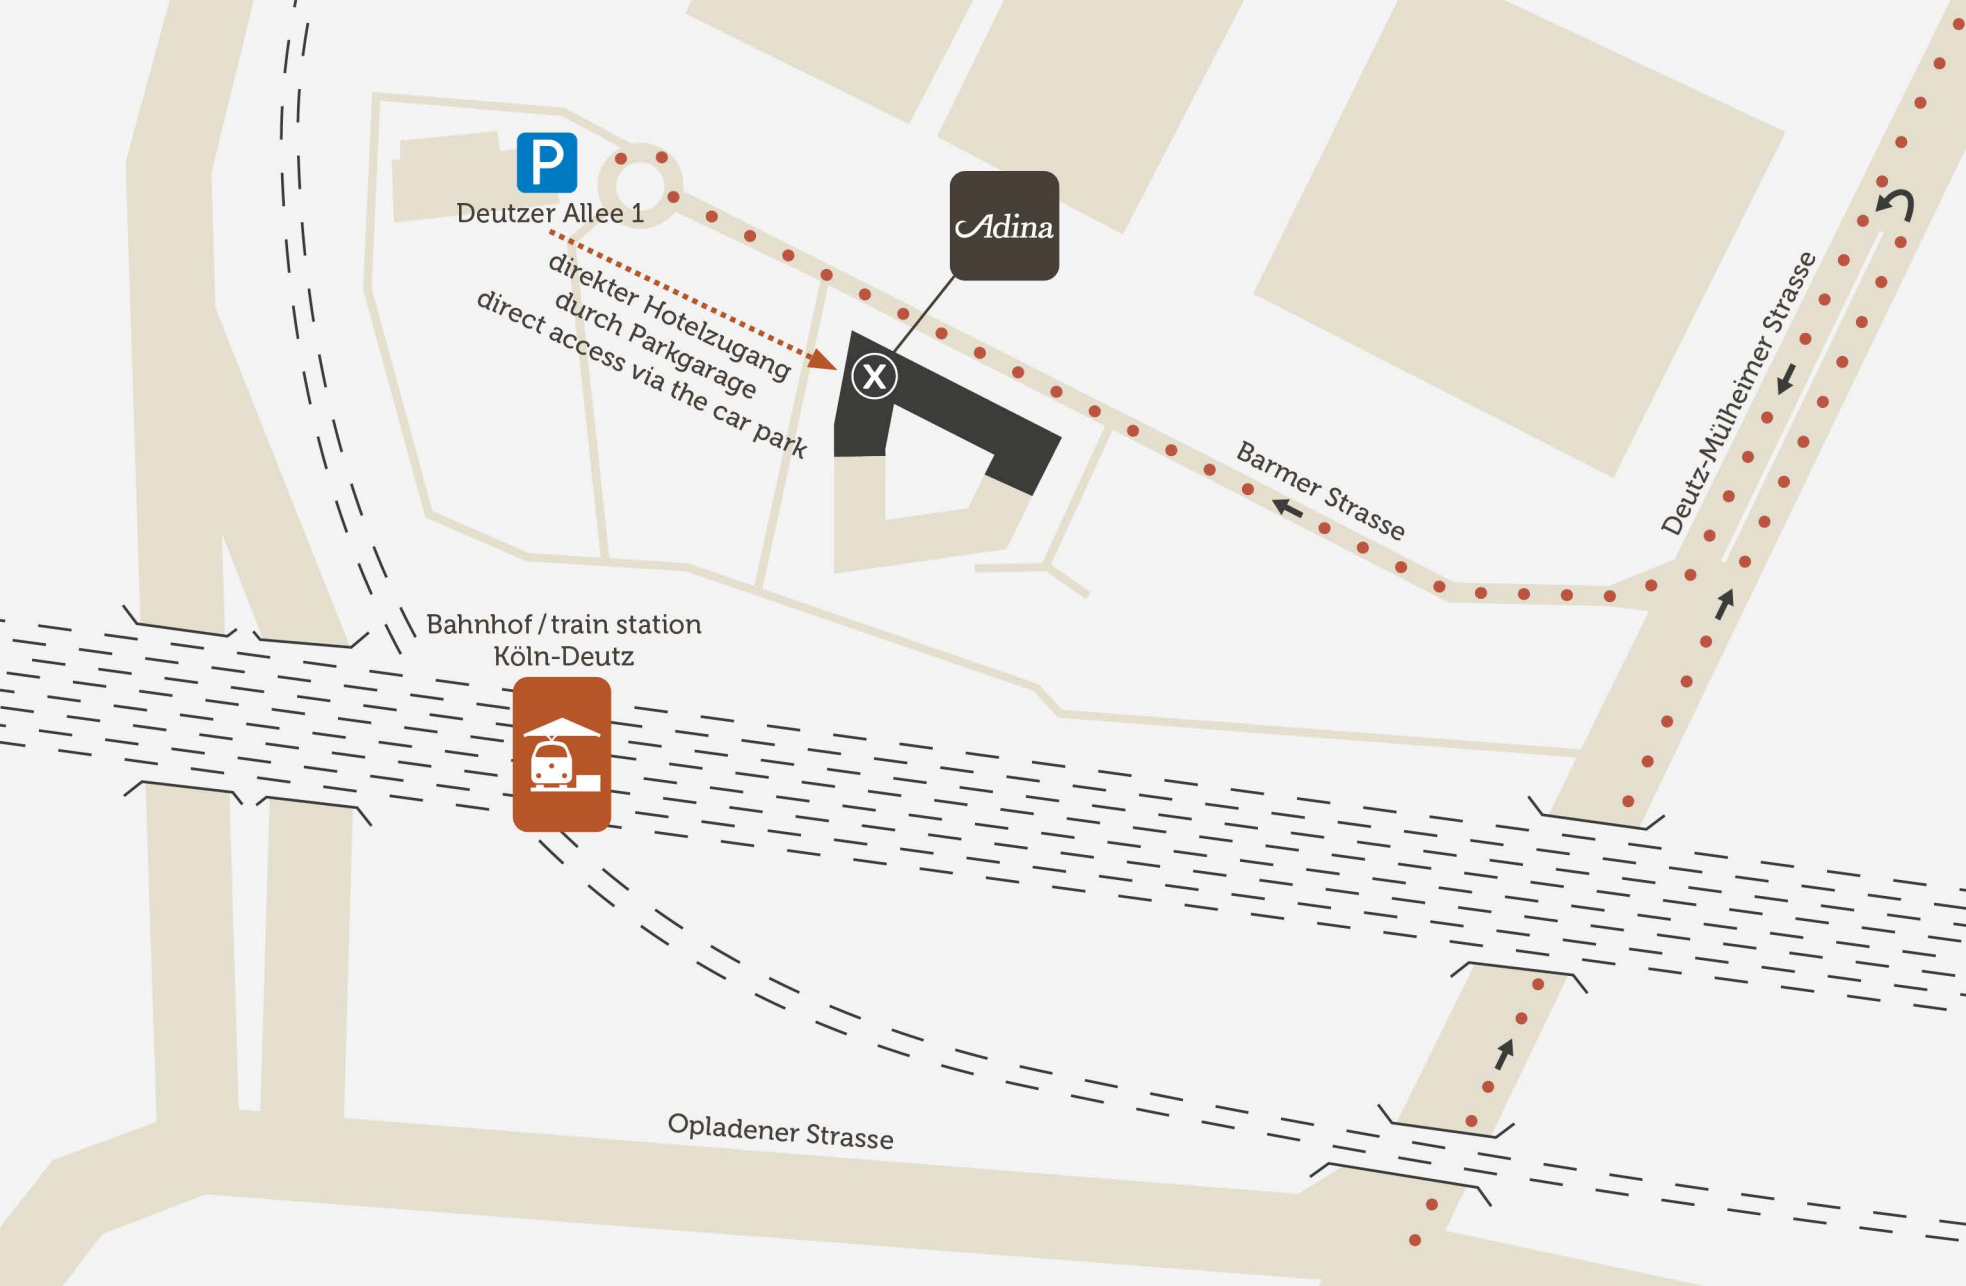 P
Deutzer Allee 1
Adina
direkter Hotelzugang
durch Parkgarage
direct access via the car park
X
Barmer Strasse
Deutz-Mülheimer Strasse
Bahnhof / train station
Köln-Deutz
Opladener Strasse